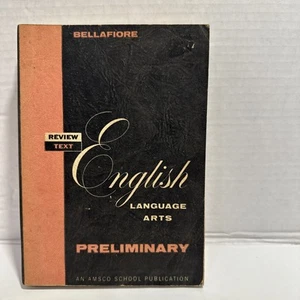 BELLAFIORE
REVIEW
TEXT
English
LANGUAGE
ARTS
PRELIMINARY
AN AMSCO SCHOOL PUBLICATION